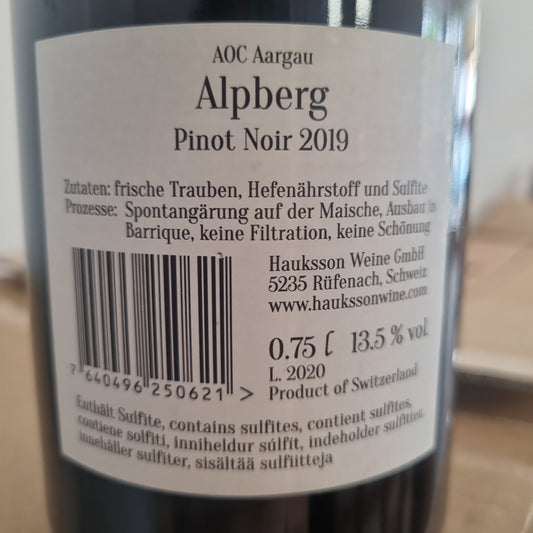 AOC Aargau
Alpberg
Pinot Noir 2019
Zutaten: frische Trauben, Hefenährstoff und Sulfite
Prozesse: Spontangärung auf der Maische, Ausbau in
Barrique, keine Filtration, keine Schönung
Hauksson Weine GmbH
5235 Rüfenach, Schweiz
www.haukssonwine.com
0.75 l 13.5 % vol.
L. 2020
Product of Switzerland
7 640496 250621 >
Enthält Sulfite, contains sulfites, contient sulfites,
contiene solfiti, inniheldur súlfít, indeholder sulfitter,
innehåller sulfiter, sisältää sulfiitteja